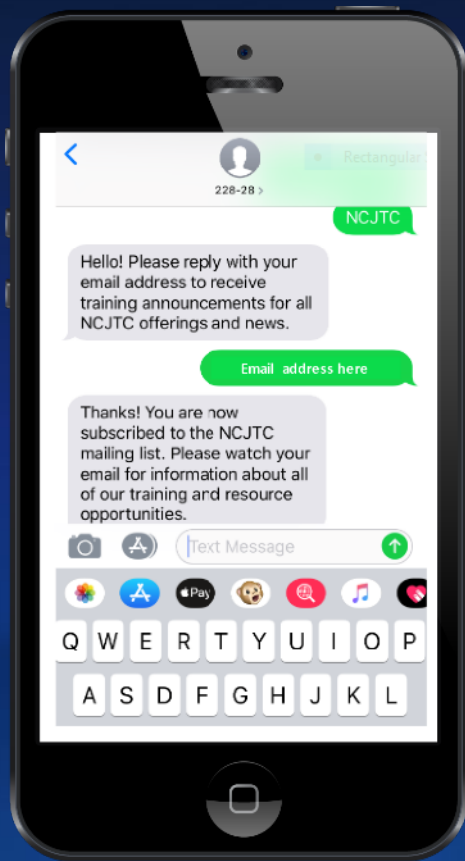 Rectangular
228-28 >
NCJTC
Hello! Please reply with your
email address to receive
training announcements for all
NCJTC offerings and news.
Email address here
Thanks! You are now
subscribed to the NCJTC
mailing list. Please watch your
email for information about all
of our training and resource
opportunities.
Text Message
Pay
Q W E R T Y U I O P
A S D F G H J K L